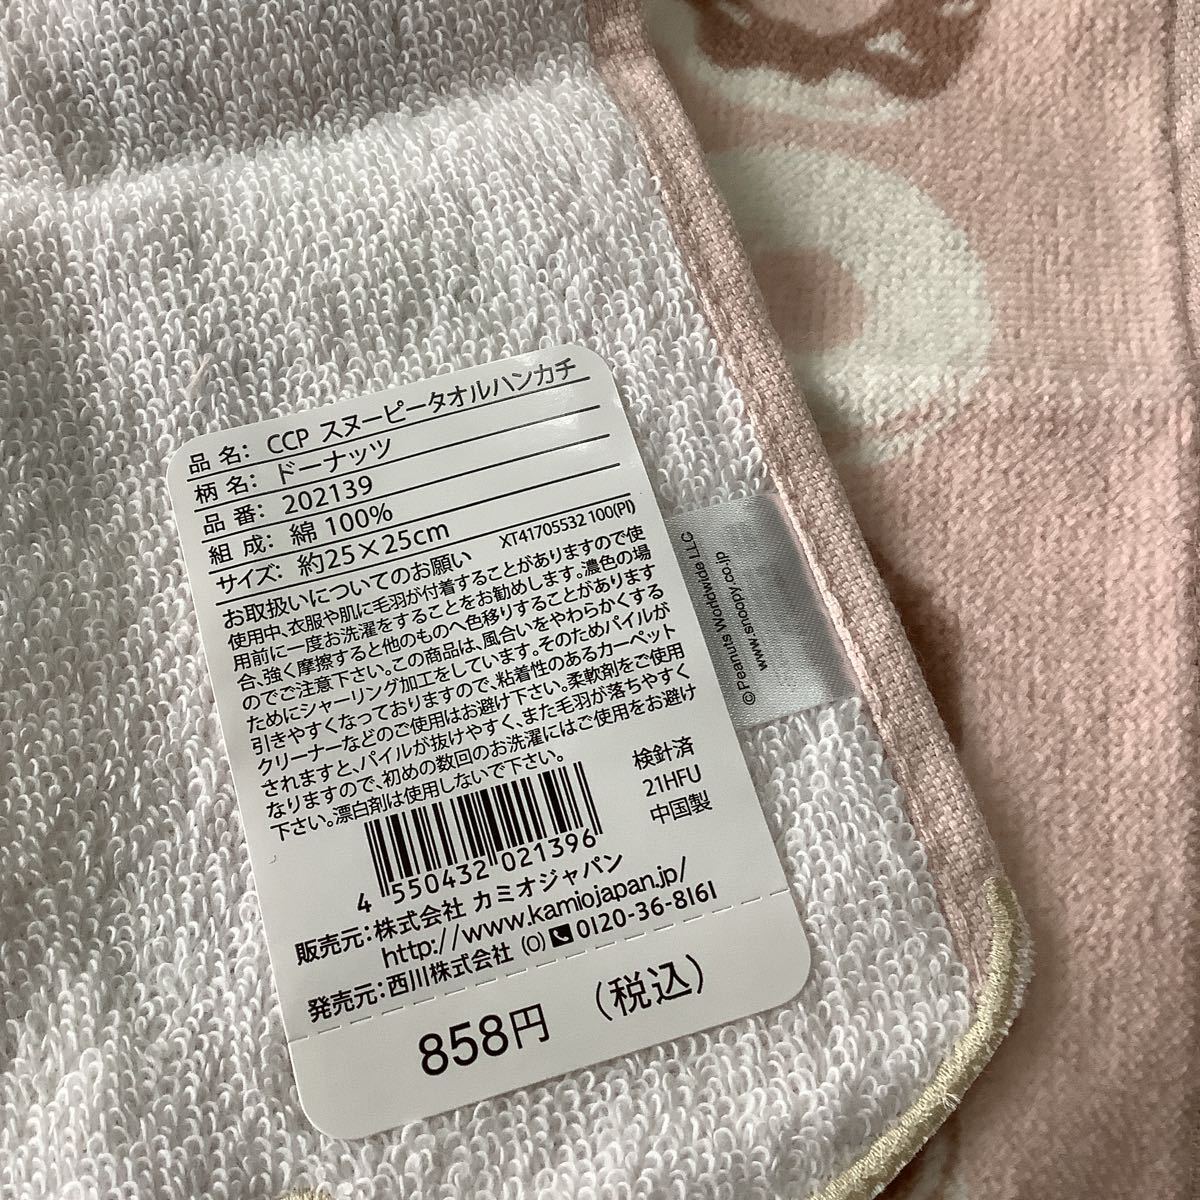 品 名: CCP スヌーピータオルハンカチ
柄 名: ドーナッツ
品 番: 202139
組 成: 綿 100%
サイズ: 約25×25cm
XT41705532 100(PI)
お取扱いについてのお願い
使用中、衣服や肌に毛羽が付着することがありますので使
用前に一度お洗濯をすることをお勧めします。濃色の場
合、強く摩擦すると他のものへ色移りすることがあります
のでご注意下さい。この商品は、風合いをやわらかくする
ためにシャーリング加工をしています。そのためパイルが
引きやすくなっておりますので、粘着性のあるカーペット
クリーナーなどのご使用はお避け下さい。柔軟剤をご使用
されますと、パイルが抜けやすく、また毛羽が落ちやすく
なりますので、初めの数回のお洗濯にはご使用をお避け
下さい。漂白剤は使用しないで下さい。
検針済
21HFU
中国製
4 550432 021396
販売元:株式会社 カミオジャパン
http://www.kamiojapan.jp/
発売元:西川株式会社 (O) 0120-36-8161
858円 (税込)
© Peanuts Worldwide LLC
www.snoopy.co.jp